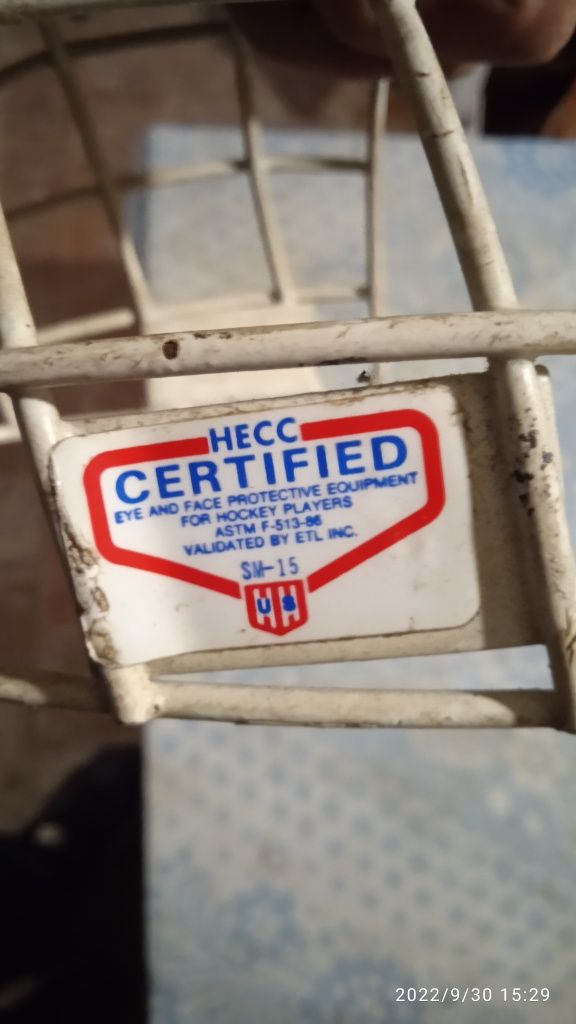 HECC
CERTIFIED
EYE AND FACE PROTECTIVE EQUIPMENT
FOR HOCKEY PLAYERS
ASTM F-513-86
VALIDATED BY ETL INC.
SM-15
US
2022/9/30 15:29